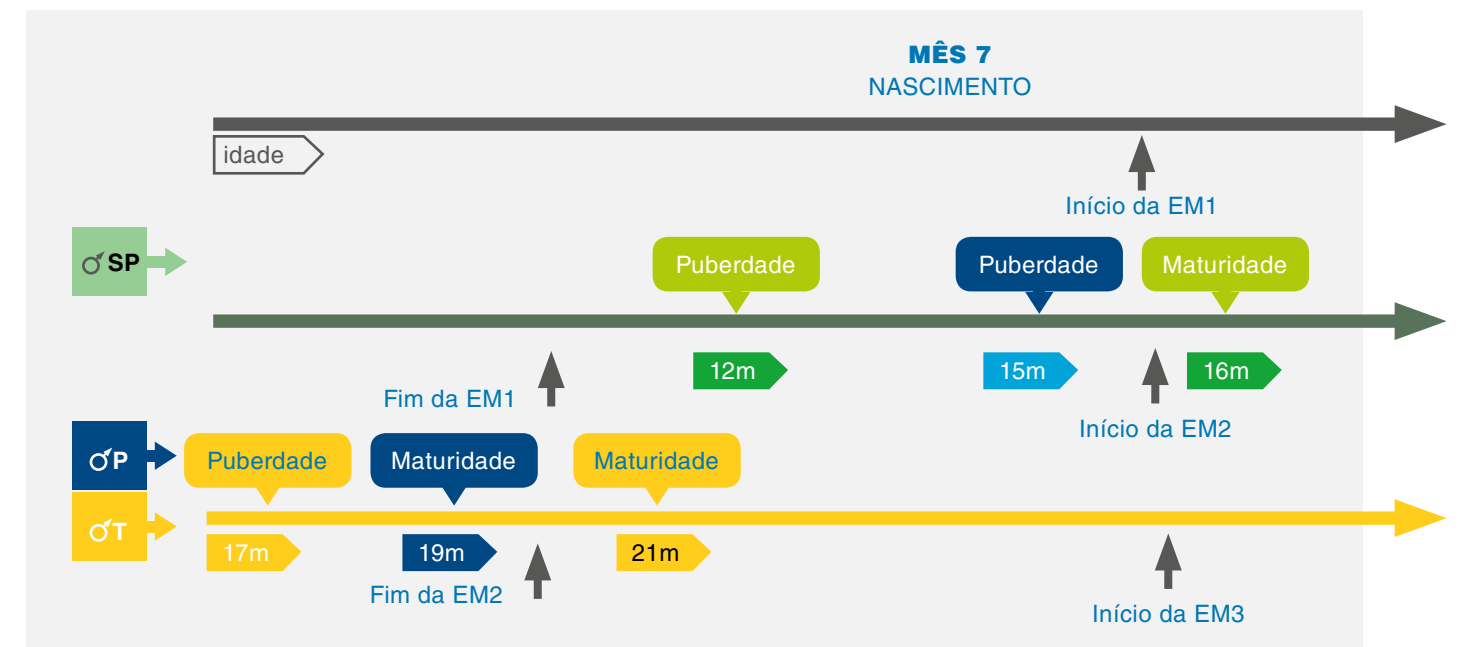 MÊS 7
NASCIMENTO
idade
Início da EM1
♂SP
Puberdade
Puberdade
Maturidade
12m
15m
16m
Fim da EM1
Início da EM2
♂P
Puberdade
Maturidade
Maturidade
♂T
17m
19m
21m
Fim da EM2
Início da EM3